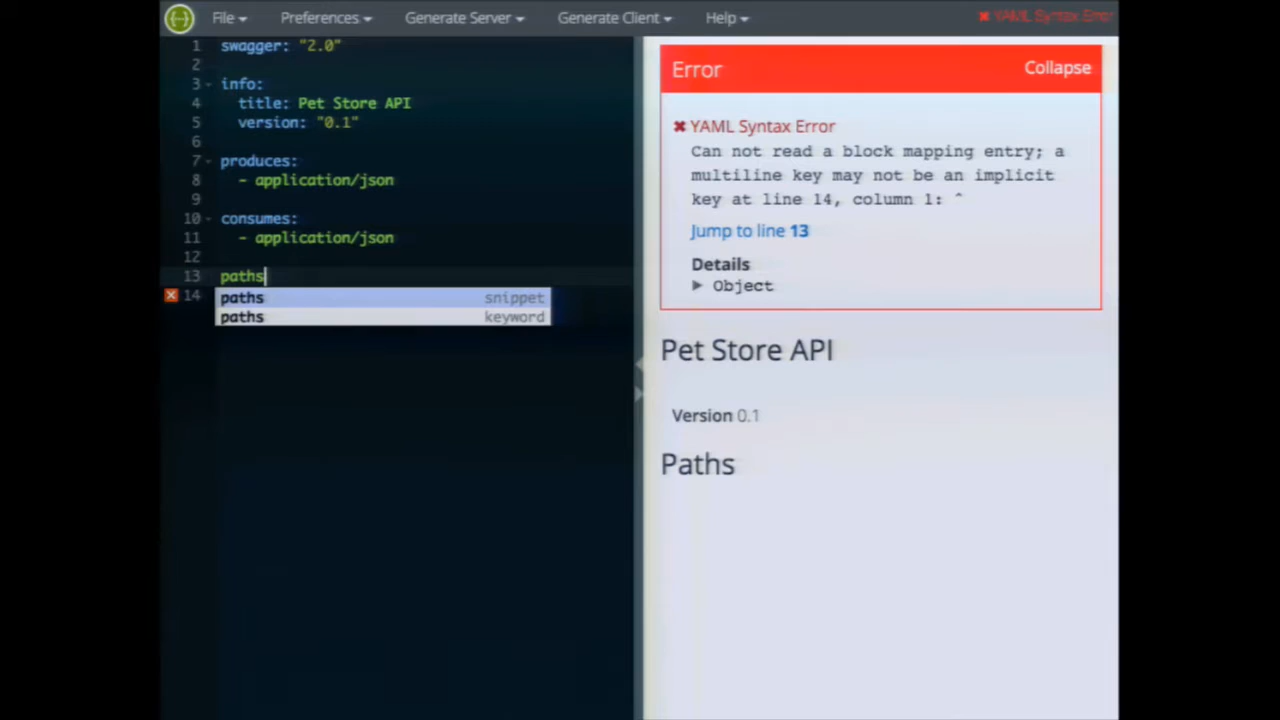 File Preferences Generate Server Generate Client Help ✖ YAML Syntax Error
1 swagger: "2.0"
2
3 info:
4 title: Pet Store API
5 version: "0.1"
6
7 produces:
8 - application/json
9
10 consumes:
11 - application/json
12
13 paths
14
paths snippet
paths keyword
Error Collapse
✖ YAML Syntax Error
Can not read a block mapping entry; a
multiline key may not be an implicit
key at line 14, column 1: ^
Jump to line 13
Details
▶ Object
Pet Store API
Version 0.1
Paths